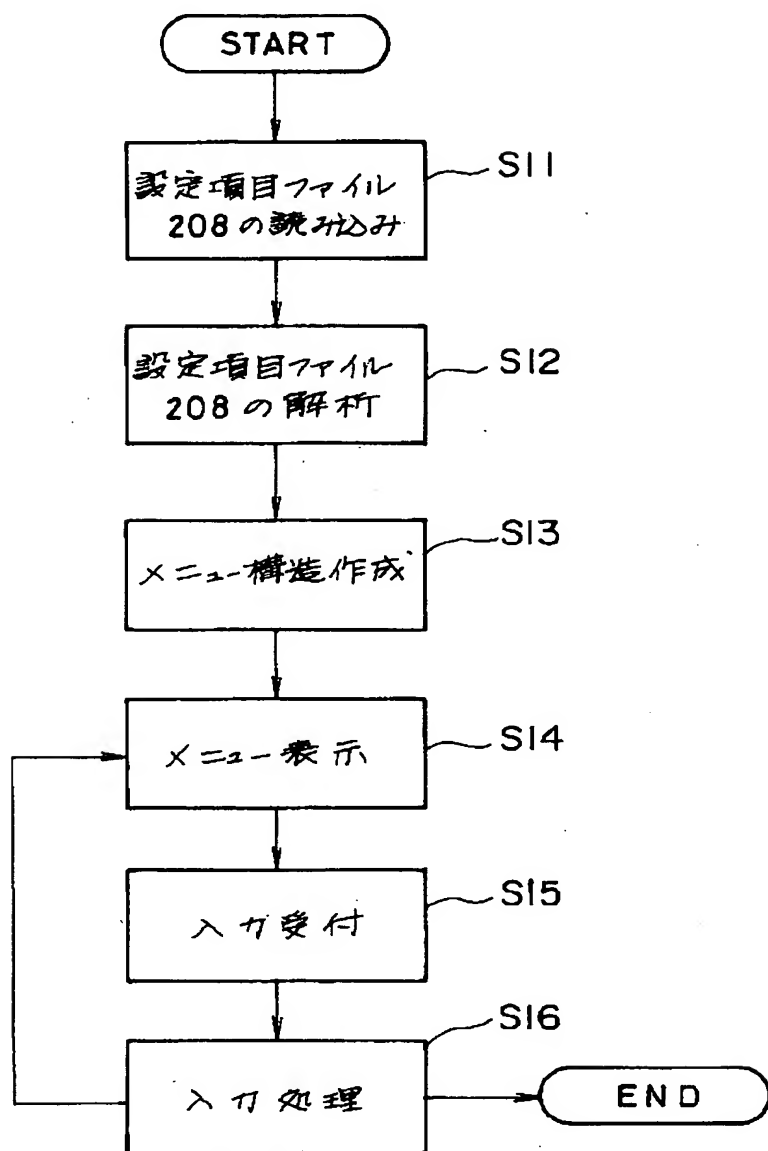 START
設定項目ファイル
208の読み込み
S11
設定項目ファイル
208の解析
S12
メニュー構造作成
S13
メニュー表示
S14
入力受付
S15
入力処理
S16
END